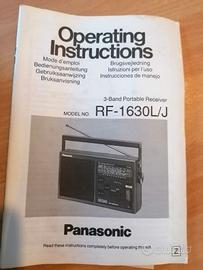 Operating
Instructions
Mode d'emploi
Bedienungsanleitung
Gebruiksaanwijzing
Bruksanvisning
Brugsvejledning
Istruzioni per l'uso
Instrucciones de manejo
3-Band Portable Receiver
MODEL NO. RF-1630L/J
Panasonic
Read these instructions completely before operating this set.
Z